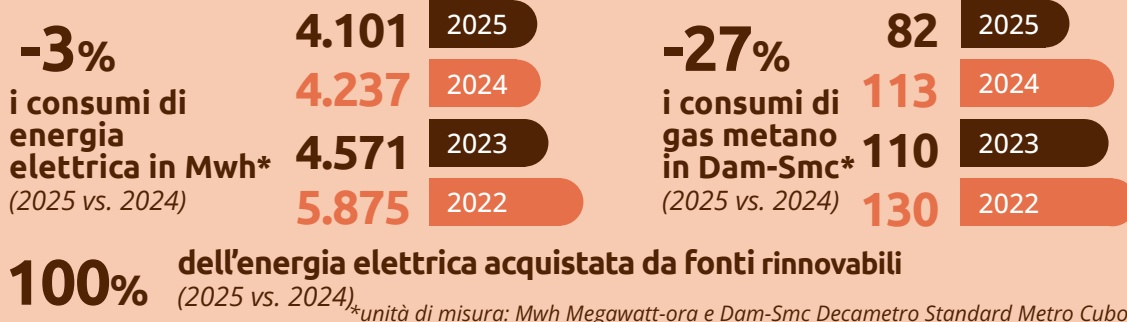 -3%
i consumi di
energia
elettrica in Mwh*
(2025 vs. 2024)
4.101 2025
4.237 2024
4.571 2023
5.875 2022
-27%
i consumi di
gas metano
in Dam-Smc*
(2025 vs. 2024)
82 2025
113 2024
110 2023
130 2022
100%
dell'energia elettrica acquistata da fonti rinnovabili
(2025 vs. 2024)
*unità di misura: Mwh Megawatt-ora e Dam-Smc Decametro Standard Metro Cubo